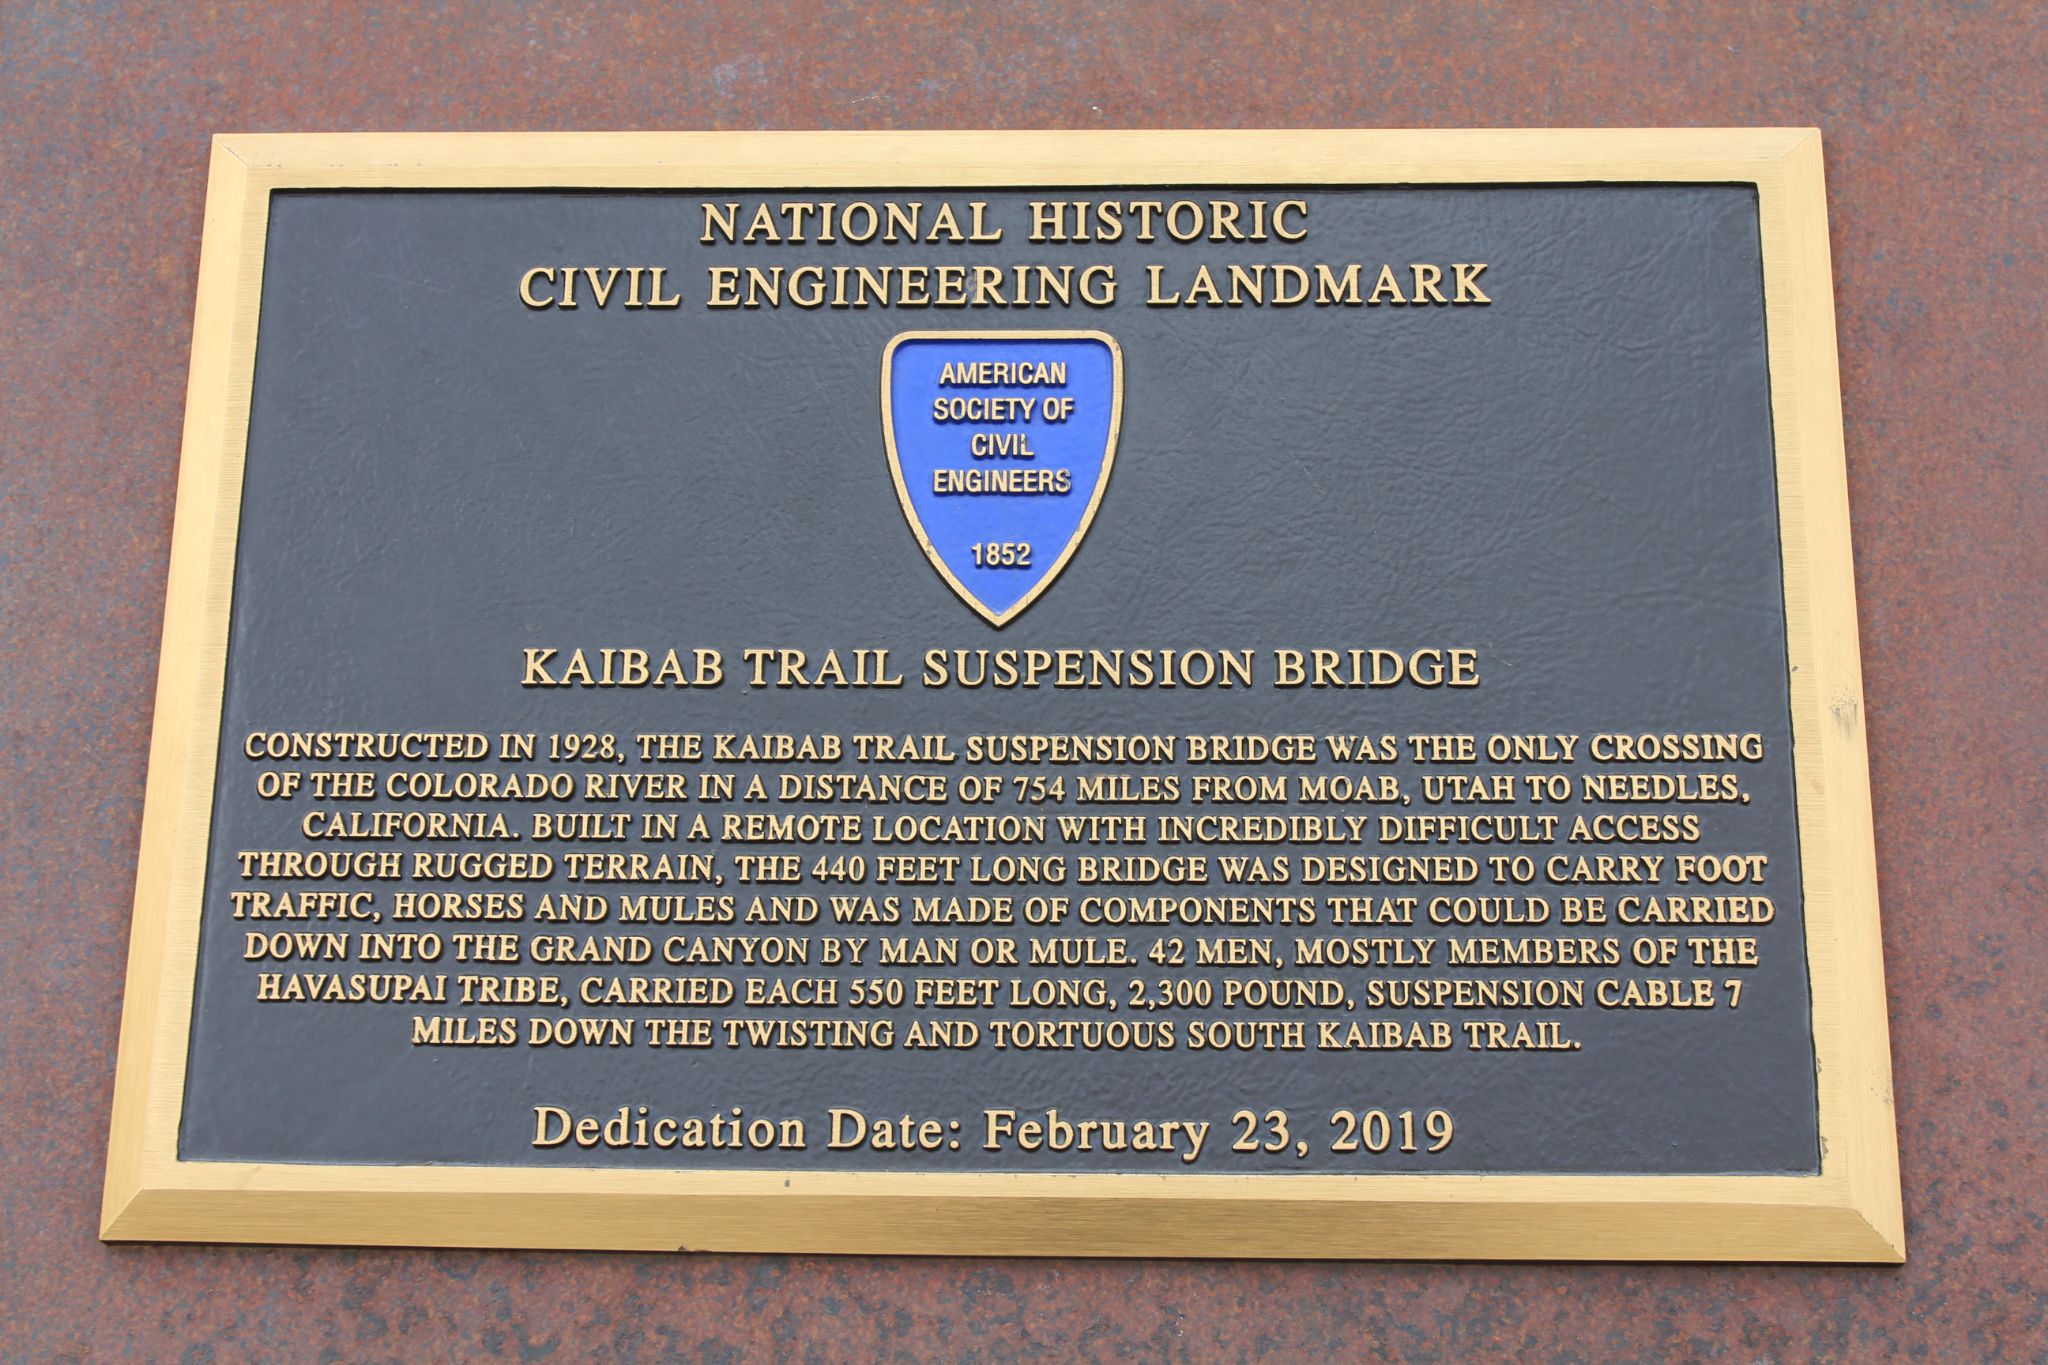 NATIONAL HISTORIC
CIVIL ENGINEERING LANDMARK
AMERICAN
SOCIETY OF
CIVIL
ENGINEERS
1852
KAIBAB TRAIL SUSPENSION BRIDGE
CONSTRUCTED IN 1928, THE KAIBAB TRAIL SUSPENSION BRIDGE WAS THE ONLY CROSSING
OF THE COLORADO RIVER IN A DISTANCE OF 754 MILES FROM MOAB, UTAH TO NEEDLES,
CALIFORNIA. BUILT IN A REMOTE LOCATION WITH INCREDIBLY DIFFICULT ACCESS
THROUGH RUGGED TERRAIN, THE 440 FEET LONG BRIDGE WAS DESIGNED TO CARRY FOOT
TRAFFIC, HORSES AND MULES AND WAS MADE OF COMPONENTS THAT COULD BE CARRIED
DOWN INTO THE GRAND CANYON BY MAN OR MULE. 42 MEN, MOSTLY MEMBERS OF THE
HAVASUPAI TRIBE, CARRIED EACH 550 FEET LONG, 2,300 POUND, SUSPENSION CABLE 7
MILES DOWN THE TWISTING AND TORTUOUS SOUTH KAIBAB TRAIL.
Dedication Date: February 23, 2019